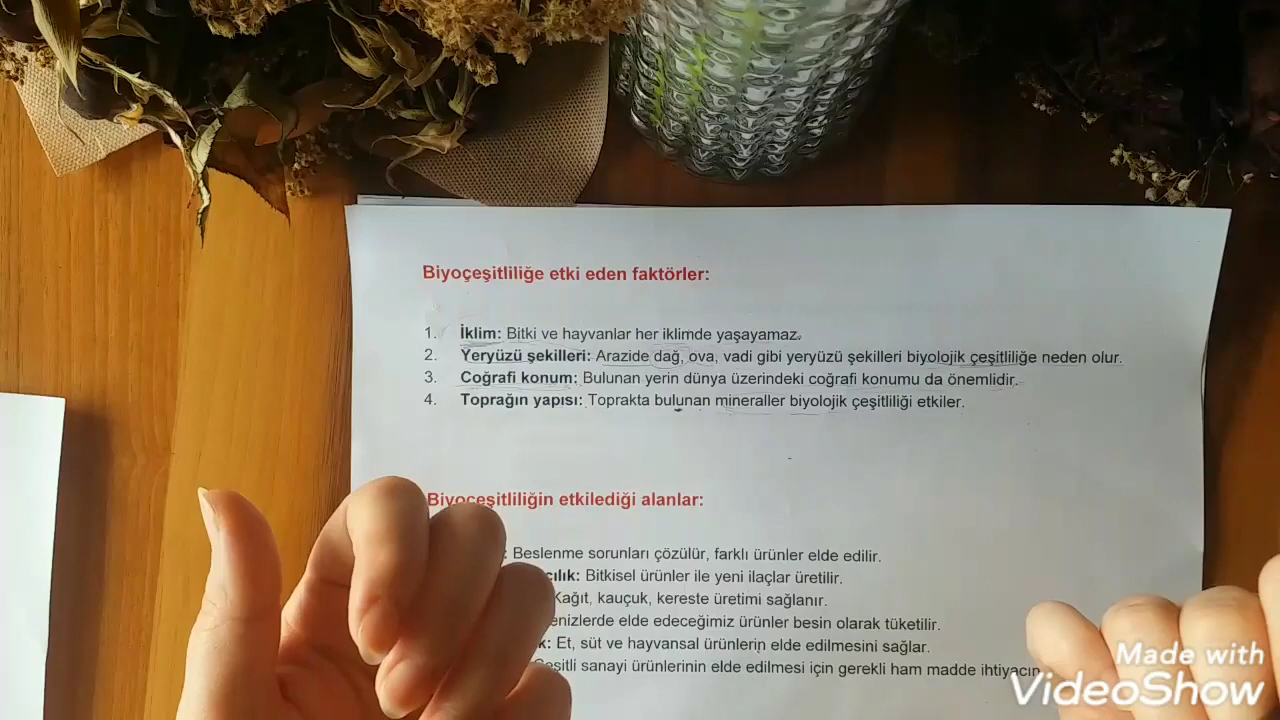 Biyoçeşitliliğe etki eden faktörler:
1. İklim: Bitki ve hayvanlar her iklimde yaşayamaz.
2. Yeryüzü şekilleri: Arazide dağ, ova, vadi gibi yeryüzü şekilleri biyolojik çeşitliliğe neden olur.
3. Coğrafi konum: Bulunan yerin dünya üzerindeki coğrafi konumu da önemlidir.
4. Toprağın yapısı: Toprakta bulunan mineraller biyolojik çeşitliliği etkiler.
Biyoçeşitliliğin etkilediği alanlar:
: Beslenme sorunları çözülür, farklı ürünler elde edilir.
Bitkisel ürünler ile yeni ilaçlar üretilir.
Kağıt, kauçuk, kereste üretimi sağlanır.
elde edeceğimiz ürünler besin olarak tüketilir.
Et, süt ve hayvansal ürünlerin elde edilmesini sağlar.
Çeşitli sanayi ürünlerinin elde edilmesi için gerekli ham madde
Made with
VideoShow